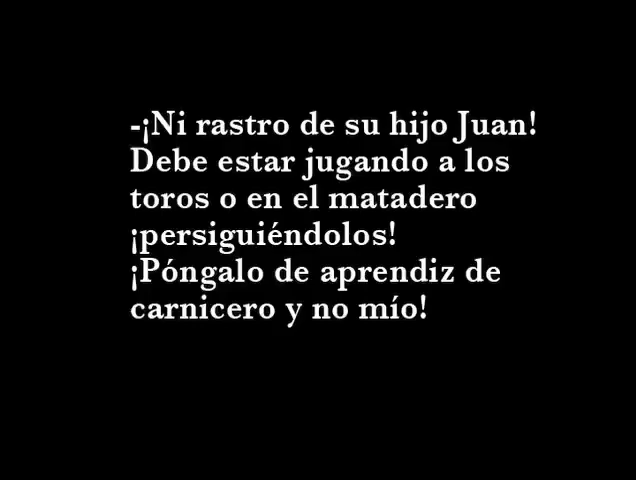 -¡Ni rastro de su hijo Juan!
Debe estar jugando a los
toros o en el matadero
¡persiguiéndolos!
¡Póngalo de aprendiz de
carnicero y no mío!